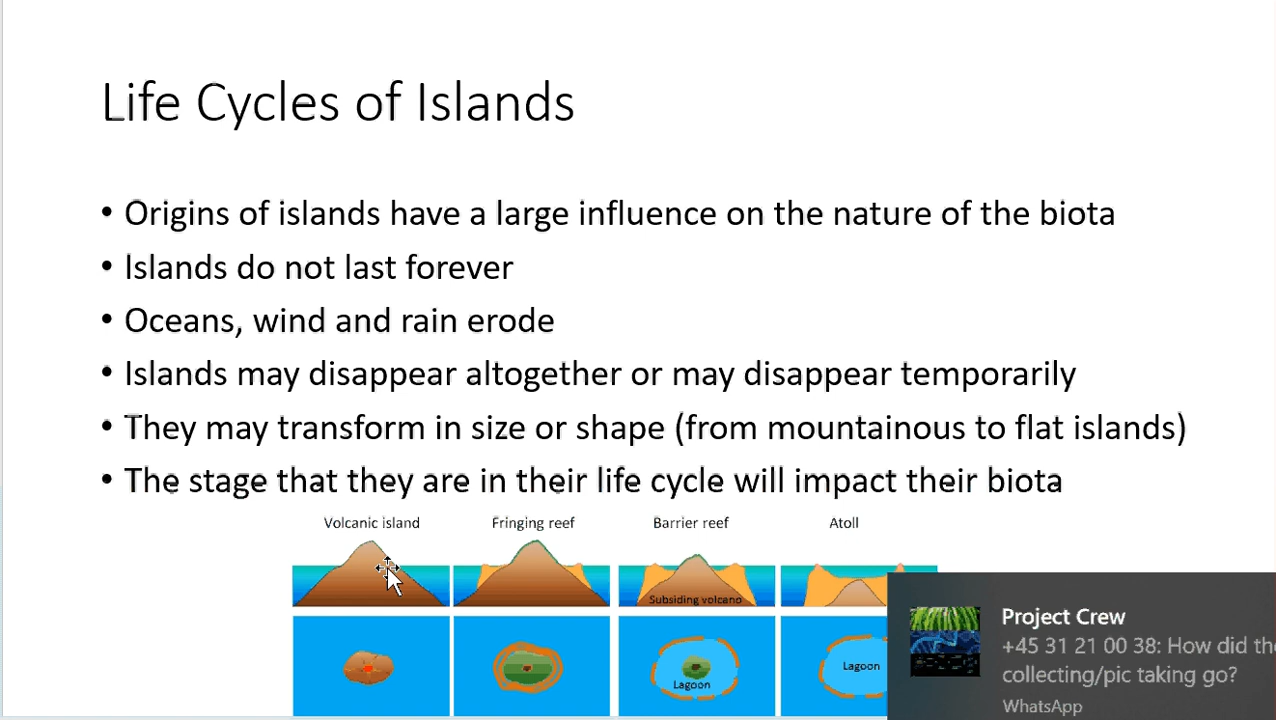 Life Cycles of Islands
• Origins of islands have a large influence on the nature of the biota
• Islands do not last forever
• Oceans, wind and rain erode
• Islands may disappear altogether or may disappear temporarily
• They may transform in size or shape (from mountainous to flat islands)
• The stage that they are in their life cycle will impact their biota
Volcanic island Fringing reef Barrier reef Atoll
Subsiding volcano
Lagoon Lagoon
Project Crew
+45 31 21 00 38: How did the
collecting/pic taking go?
WhatsApp